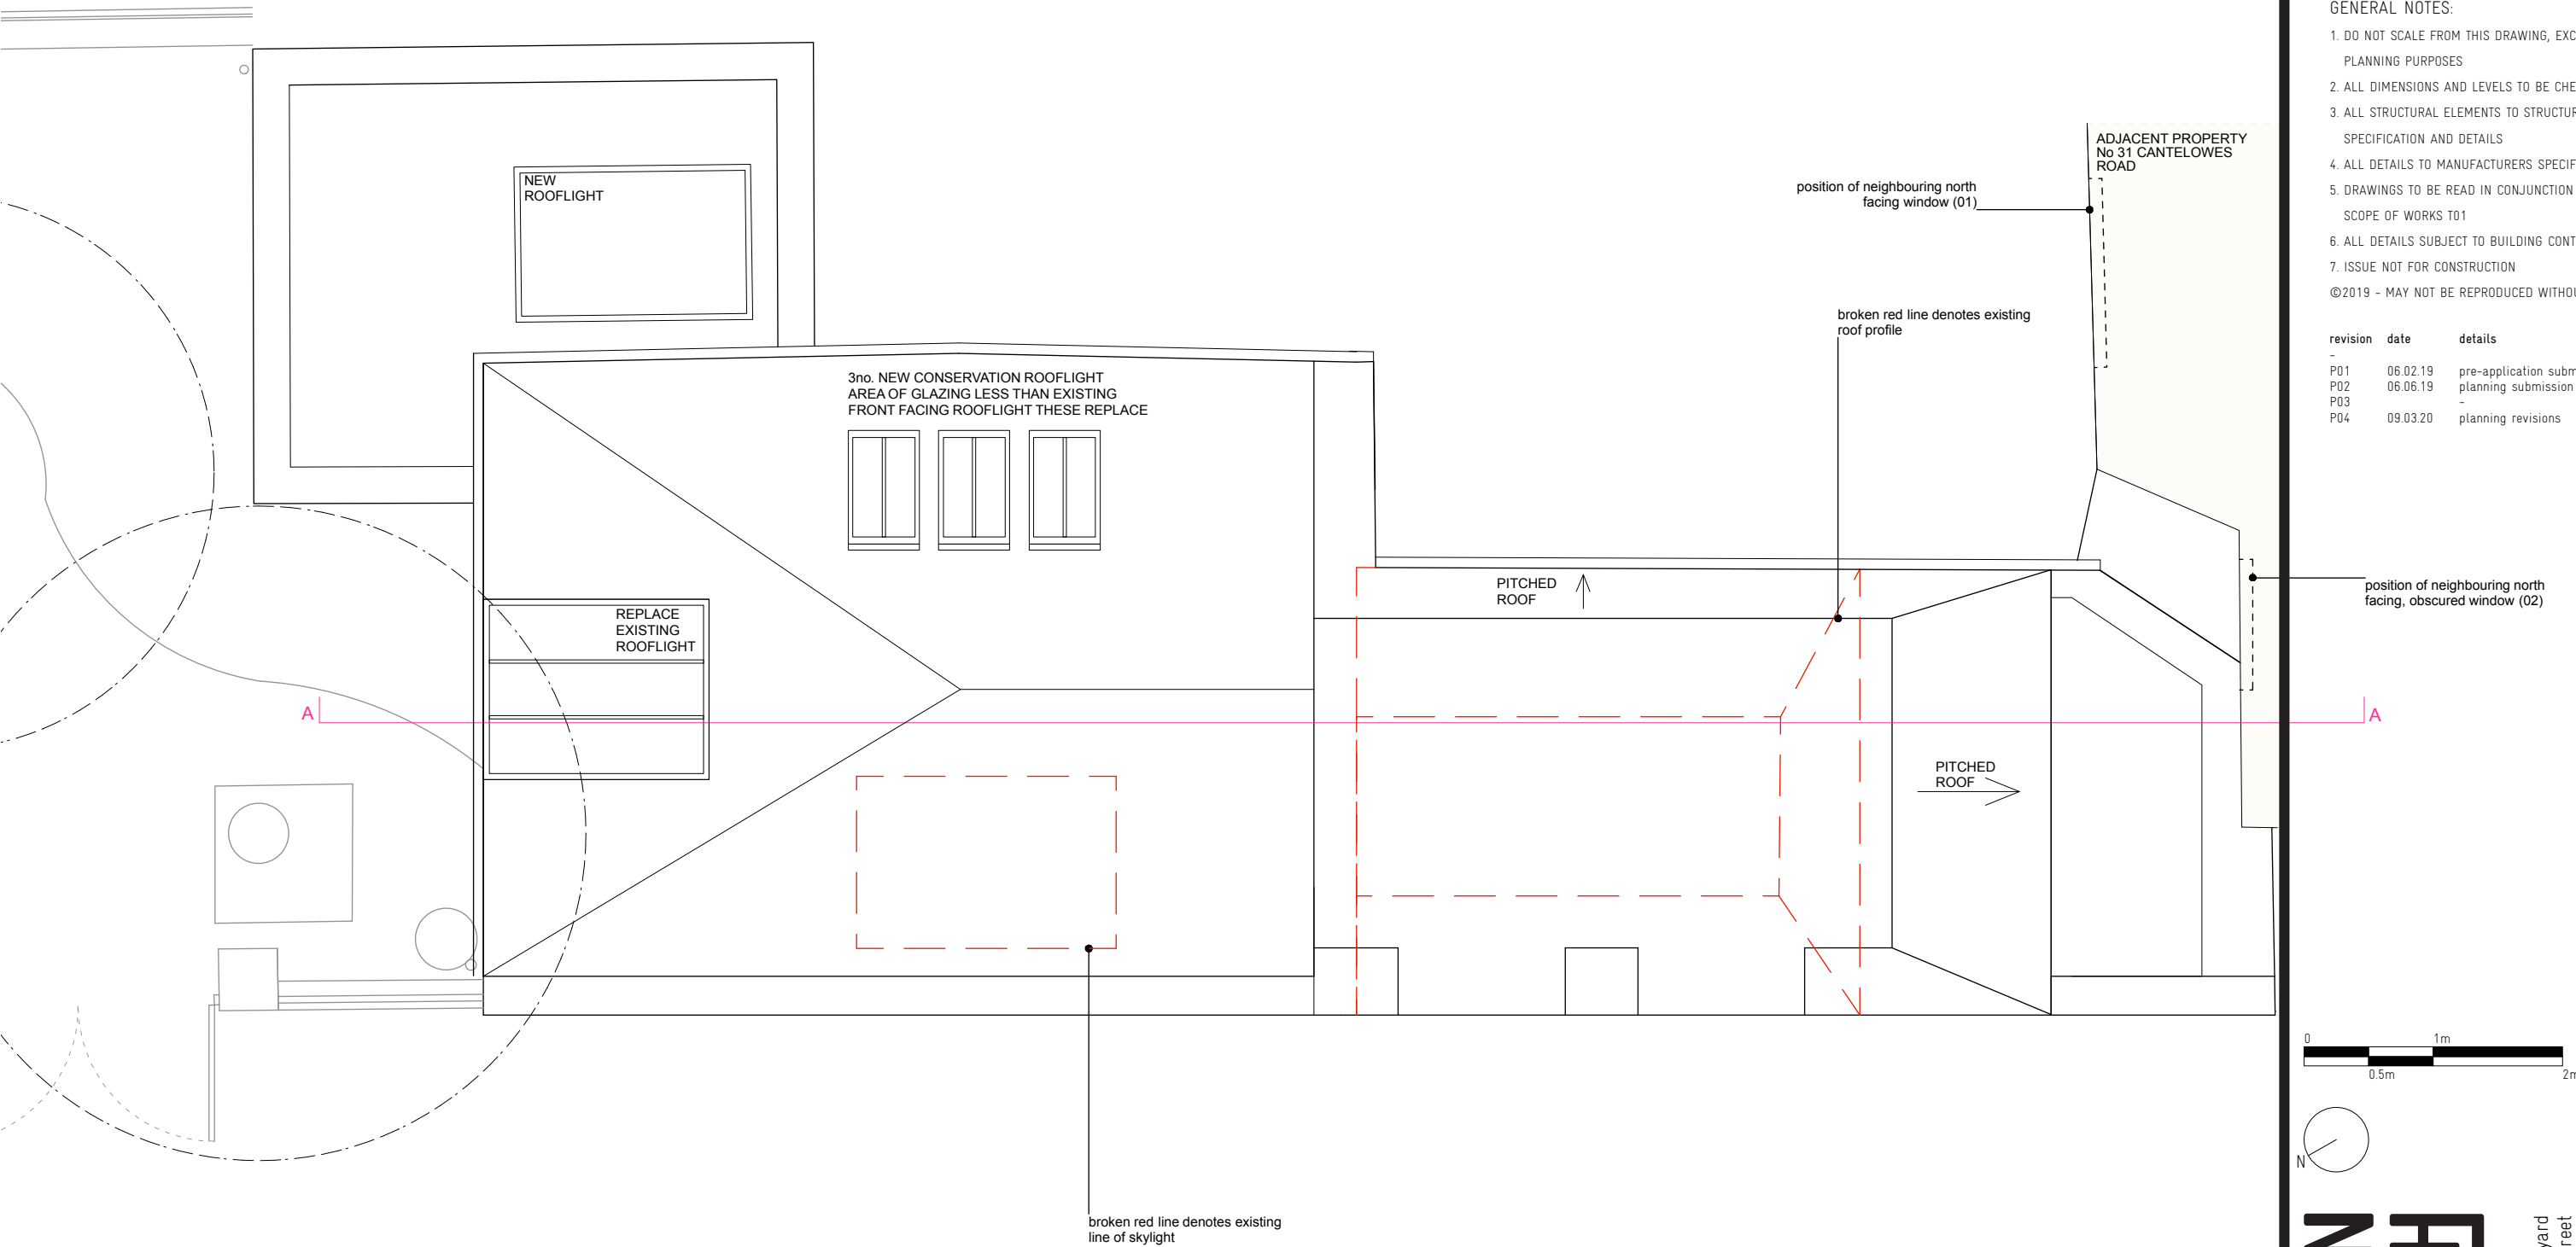 NEW
ROOFLIGHT
3no. NEW CONSERVATION ROOFLIGHT
AREA OF GLAZING LESS THAN EXISTING
FRONT FACING ROOFLIGHT THESE REPLACE
REPLACE
EXISTING
ROOFLIGHT
A
A
PITCHED
ROOF
PITCHED
ROOF
broken red line denotes existing
line of skylight
broken red line denotes existing
roof profile
position of neighbouring north
facing window (01)
ADJACENT PROPERTY
No 31 CANTELOWES
ROAD
position of neighbouring north
facing, obscured window (02)
GENERAL NOTES:
1. DO NOT SCALE FROM THIS DRAWING, EXC
PLANNING PURPOSES
2. ALL DIMENSIONS AND LEVELS TO BE CHE
3. ALL STRUCTURAL ELEMENTS TO STRUCTUR
SPECIFICATION AND DETAILS
4. ALL DETAILS TO MANUFACTURERS SPECIF
5. DRAWINGS TO BE READ IN CONJUNCTION
SCOPE OF WORKS T01
6. ALL DETAILS SUBJECT TO BUILDING CONT
7. ISSUE NOT FOR CONSTRUCTION
©2019 - MAY NOT BE REPRODUCED WITHOU
revision date details
-
P01 06.02.19 pre-application subm
P02 06.06.19 planning submission
P03 -
P04 09.03.20 planning revisions
0 1m
0.5m 2m
N
yard
reet